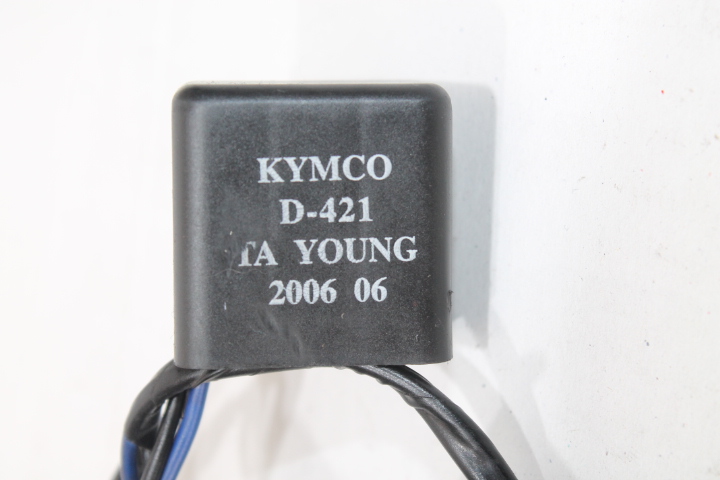 KYMCO
D-421
TA YOUNG
2006 06